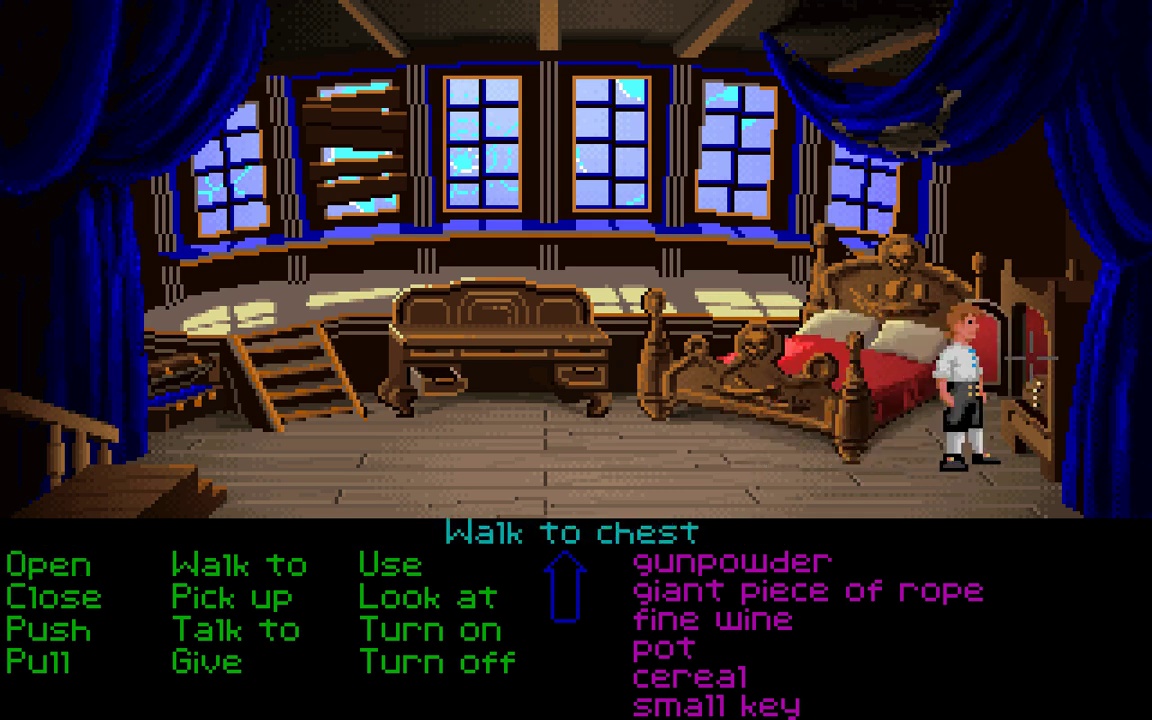 Walk to chest
Open Walk to Use
Close Pick up Look at
Push Talk to Turn on
Pull Give Turn off
gunpowder
giant piece of rope
fine wine
pot
cereal
small key